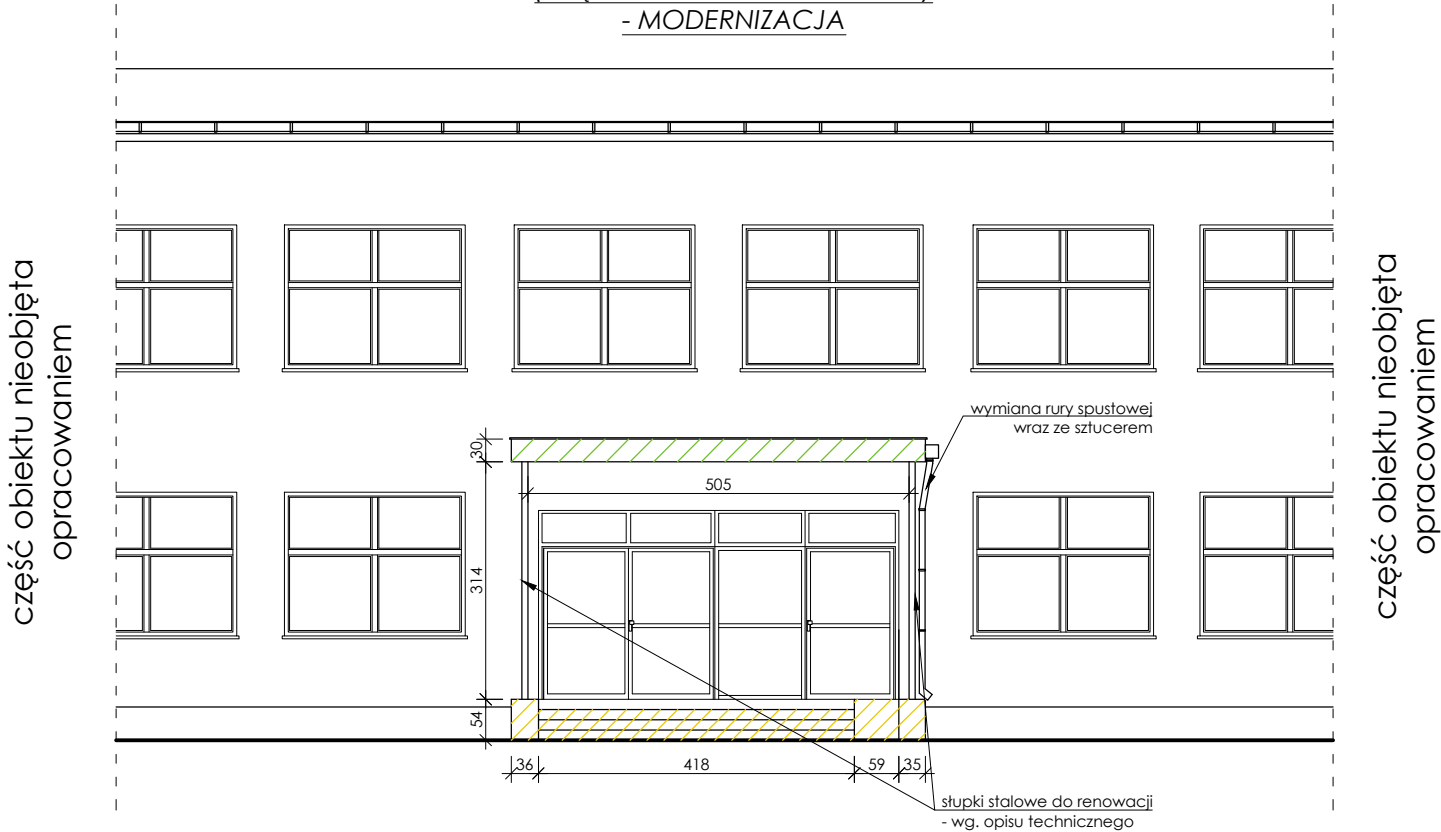 - MODERNIZACJA
część obiektu nieobjęta
opracowaniem
część obiektu nieobjęta
opracowaniem
wymiana rury spustowej
wraz ze sztucerem
30
505
314
54
36
418
59
35
słupki stalowe do renowacji
- wg. opisu technicznego